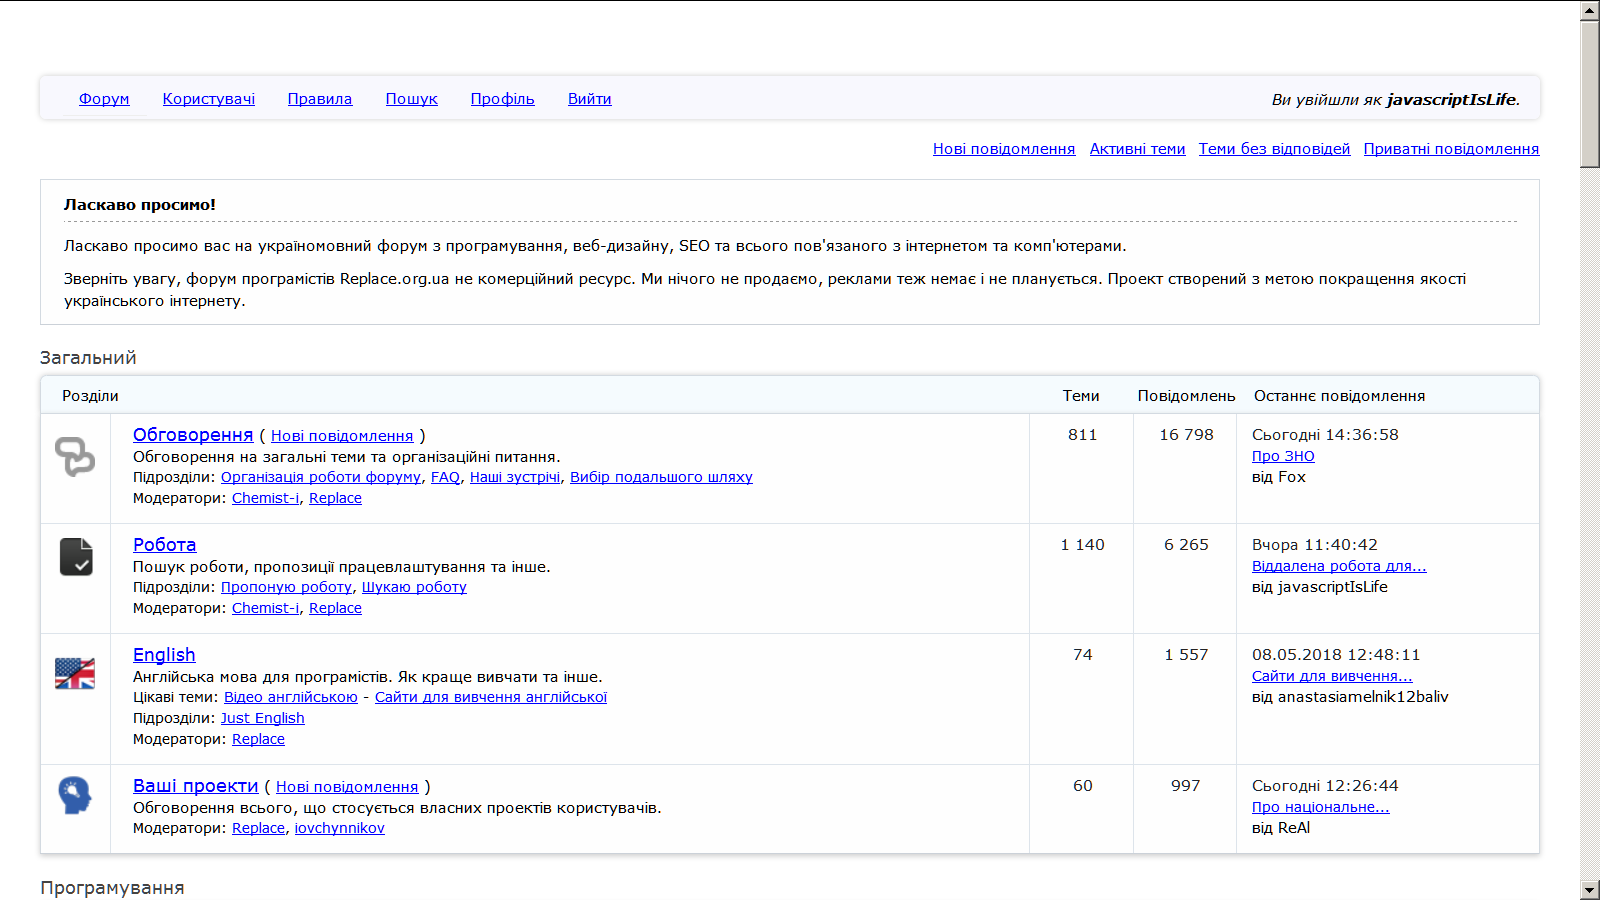 Форум Користувачі Правила Пошук Профіль Вийти Ви увійшли як javascriptIsLife.
Нові повідомлення Активні теми Теми без відповідей Приватні повідомлення
Ласкаво просимо!
Ласкаво просимо вас на україномовний форум з програмування, веб-дизайну, SEO та всього пов'язаного з інтернетом та комп'ютерами.
Зверніть увагу, форум програмістів Replace.org.ua не комерційний ресурс. Ми нічого не продаємо, реклами теж немає і не планується. Проект створений з метою покращення якості
українського інтернету.
Загальний
Розділи Теми Повідомлень Останнє повідомлення
Обговорення ( Нові повідомлення ) 811 16 798 Сьогодні 14:36:58
Обговорення на загальні теми та організаційні питання. Про ЗНО
Підрозділи: Організація роботи форуму, FAQ, Наші зустрічі, Вибір подальшого шляху від Fox
Модератори: Chemist-i, Replace
Робота 1 140 6 265 Вчора 11:40:42
Пошук роботи, пропозиції працевлаштування та інше. Віддалена робота для...
Підрозділи: Пропоную роботу, Шукаю роботу від javascriptIsLife
Модератори: Chemist-i, Replace
English 74 1 557 08.05.2018 12:48:11
Англійська мова для програмістів. Як краще вивчати та інше. Сайти для вивчення...
Цікаві теми: Відео англійською - Сайти для вивчення англійської від anastasiamelnik12baliv
Підрозділи: Just English
Модератори: Replace
Ваші проекти ( Нові повідомлення ) 60 997 Сьогодні 12:26:44
Обговорення всього, що стосується власних проектів користувачів. Про національне...
Модератори: Replace, iovchynnikov від ReAl
Програмування